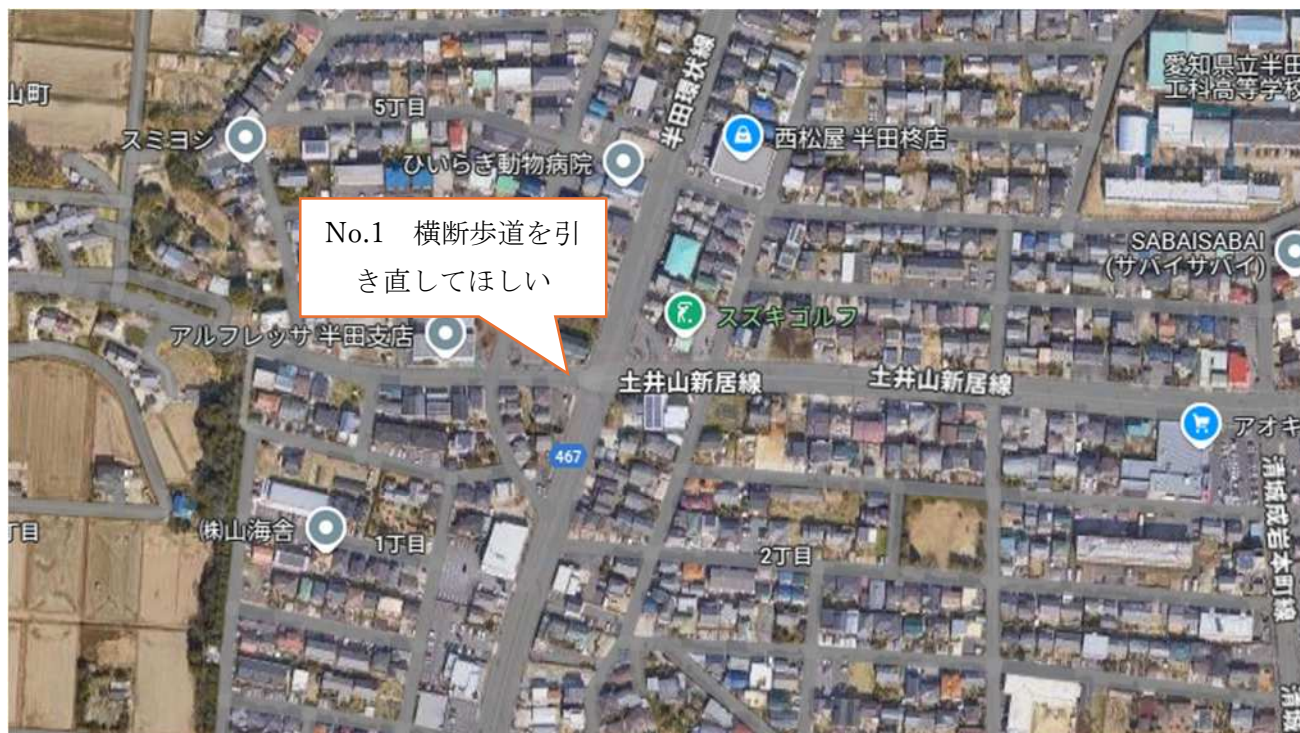 半田環状線
愛知県立半田
工科高等学校
山町
5丁目
スミヨシ
西松屋 半田柊店
ひいらぎ動物病院
No.1 横断歩道を引
き直してほしい
SABAISABAI
(サバイサバイ)
スズキゴルフ
アルフレッサ 半田支店
土井山新居線
土井山新居線
アオキ
467
清城成岩本町線
(株)山海舎
丁目
1丁目
2丁目
清城